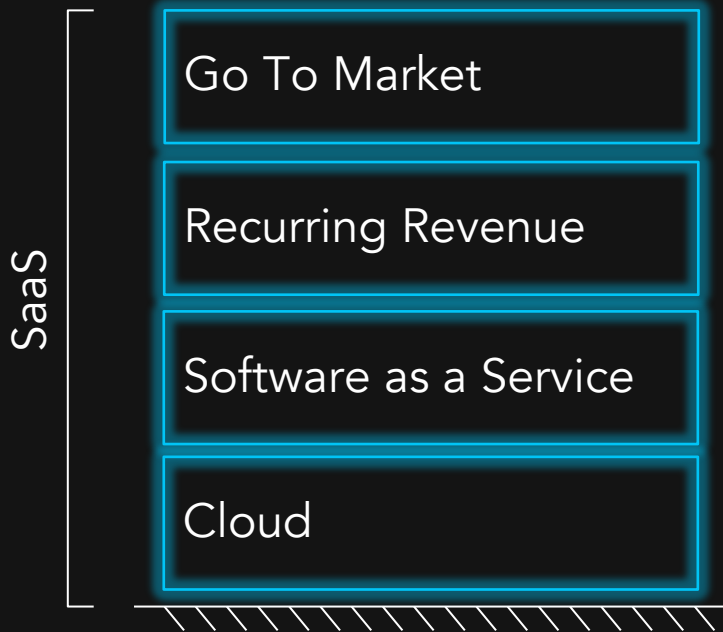 SaaS
Go To Market
Recurring Revenue
Software as a Service
Cloud